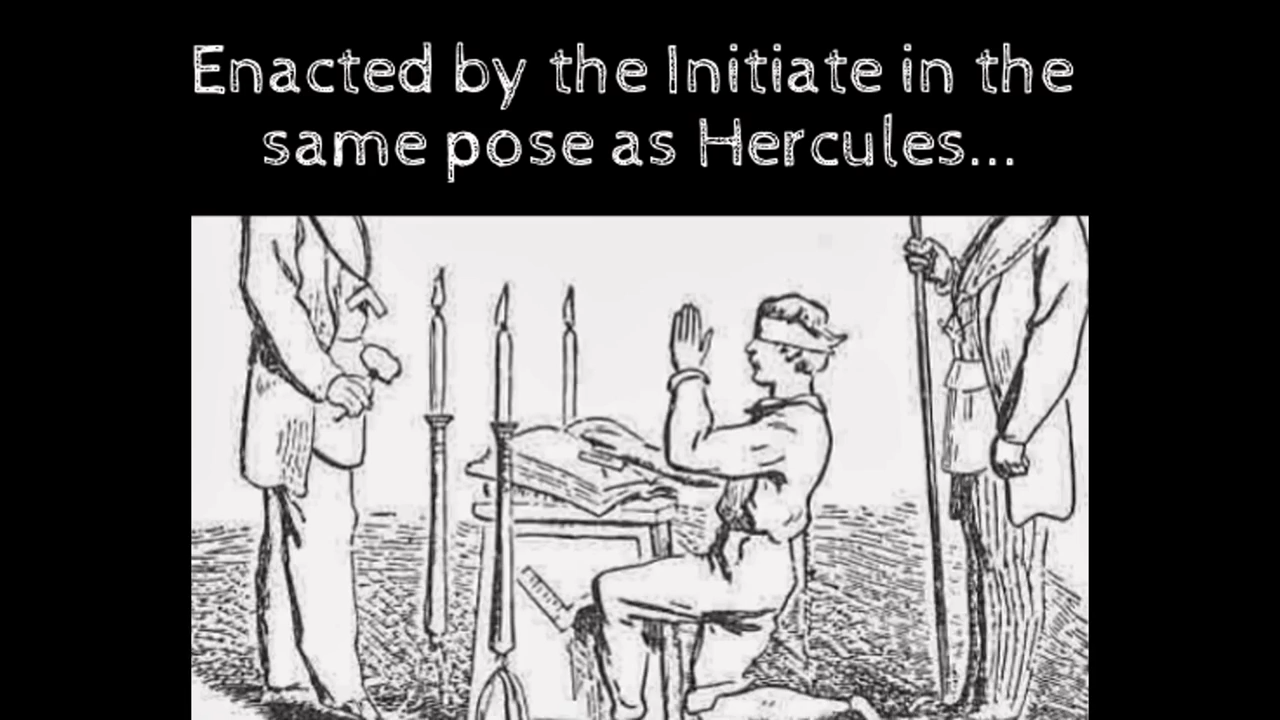 Enacted by the Initiate in the
same pose as Hercules...